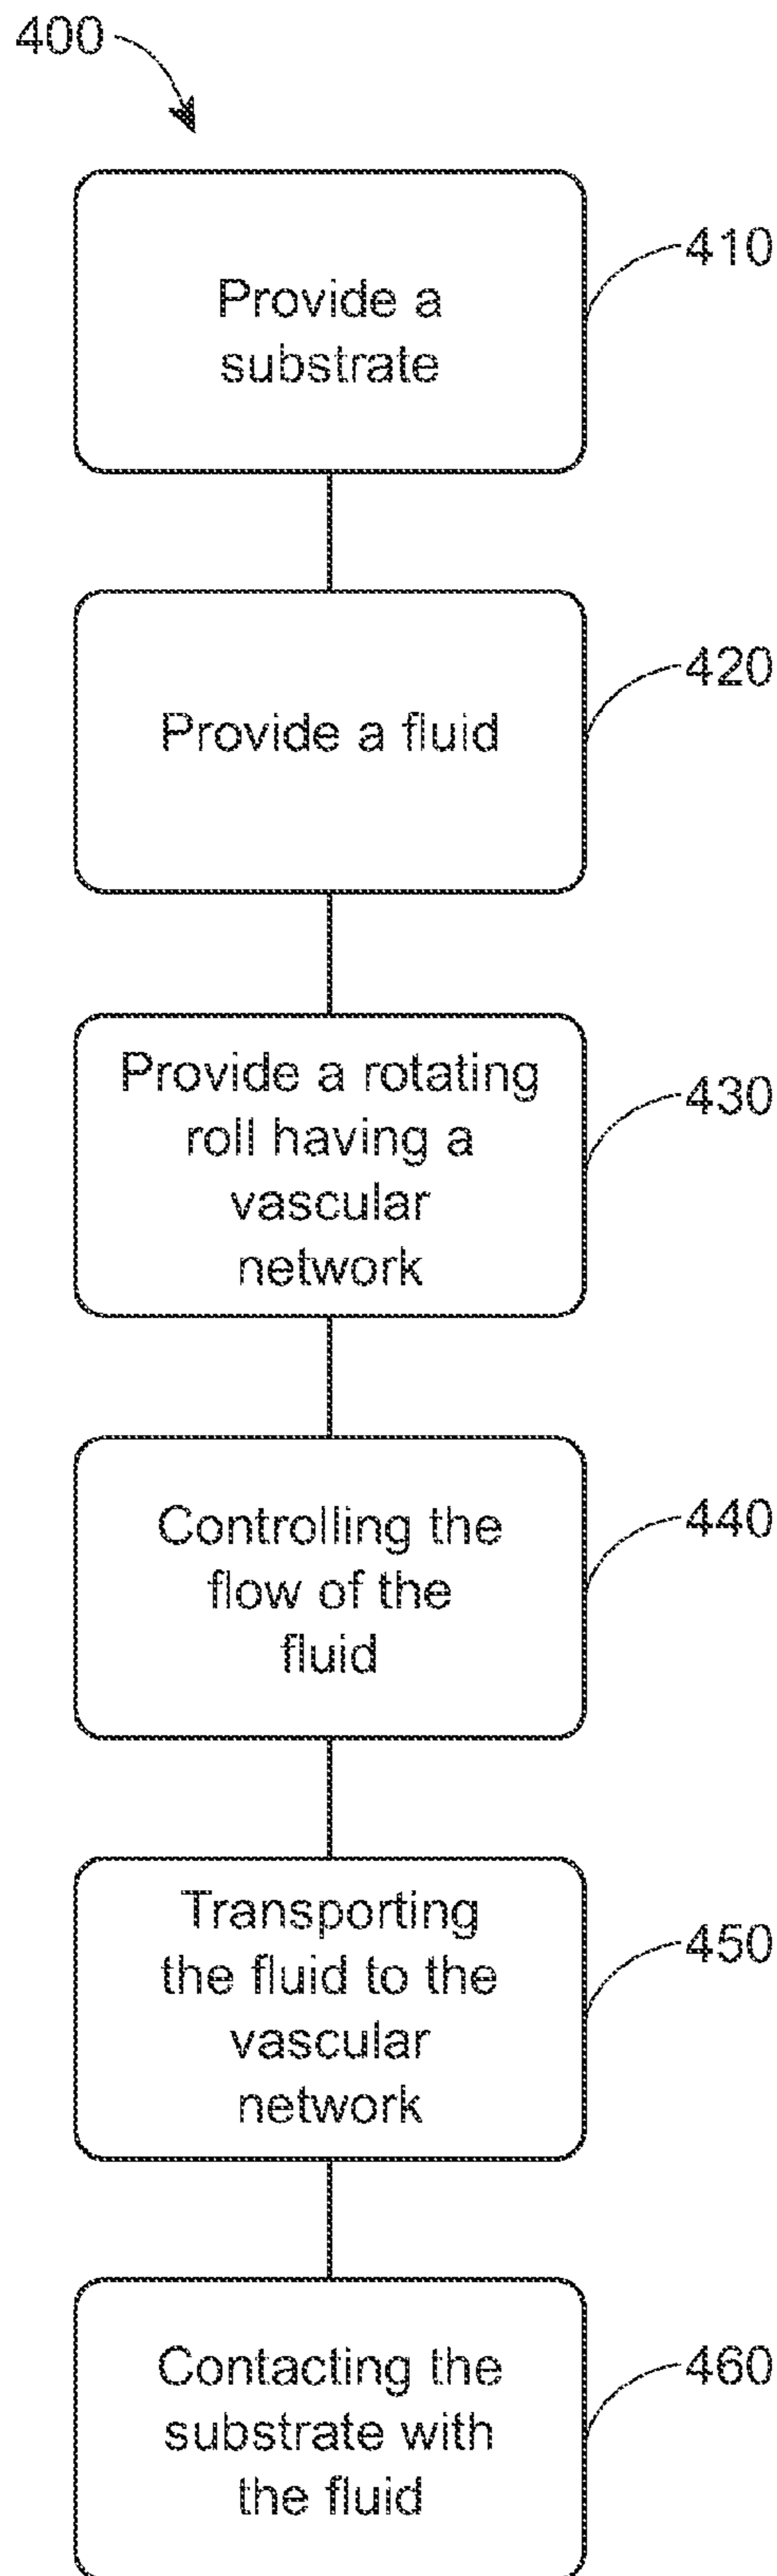 400
410
Provide a
substrate
420
Provide a fluid
430
Provide a rotating
roll having a
vascular
network
440
Controlling the
flow of the
fluid
450
Transporting
the fluid to the
vascular
network
460
Contacting the
substrate with
the fluid